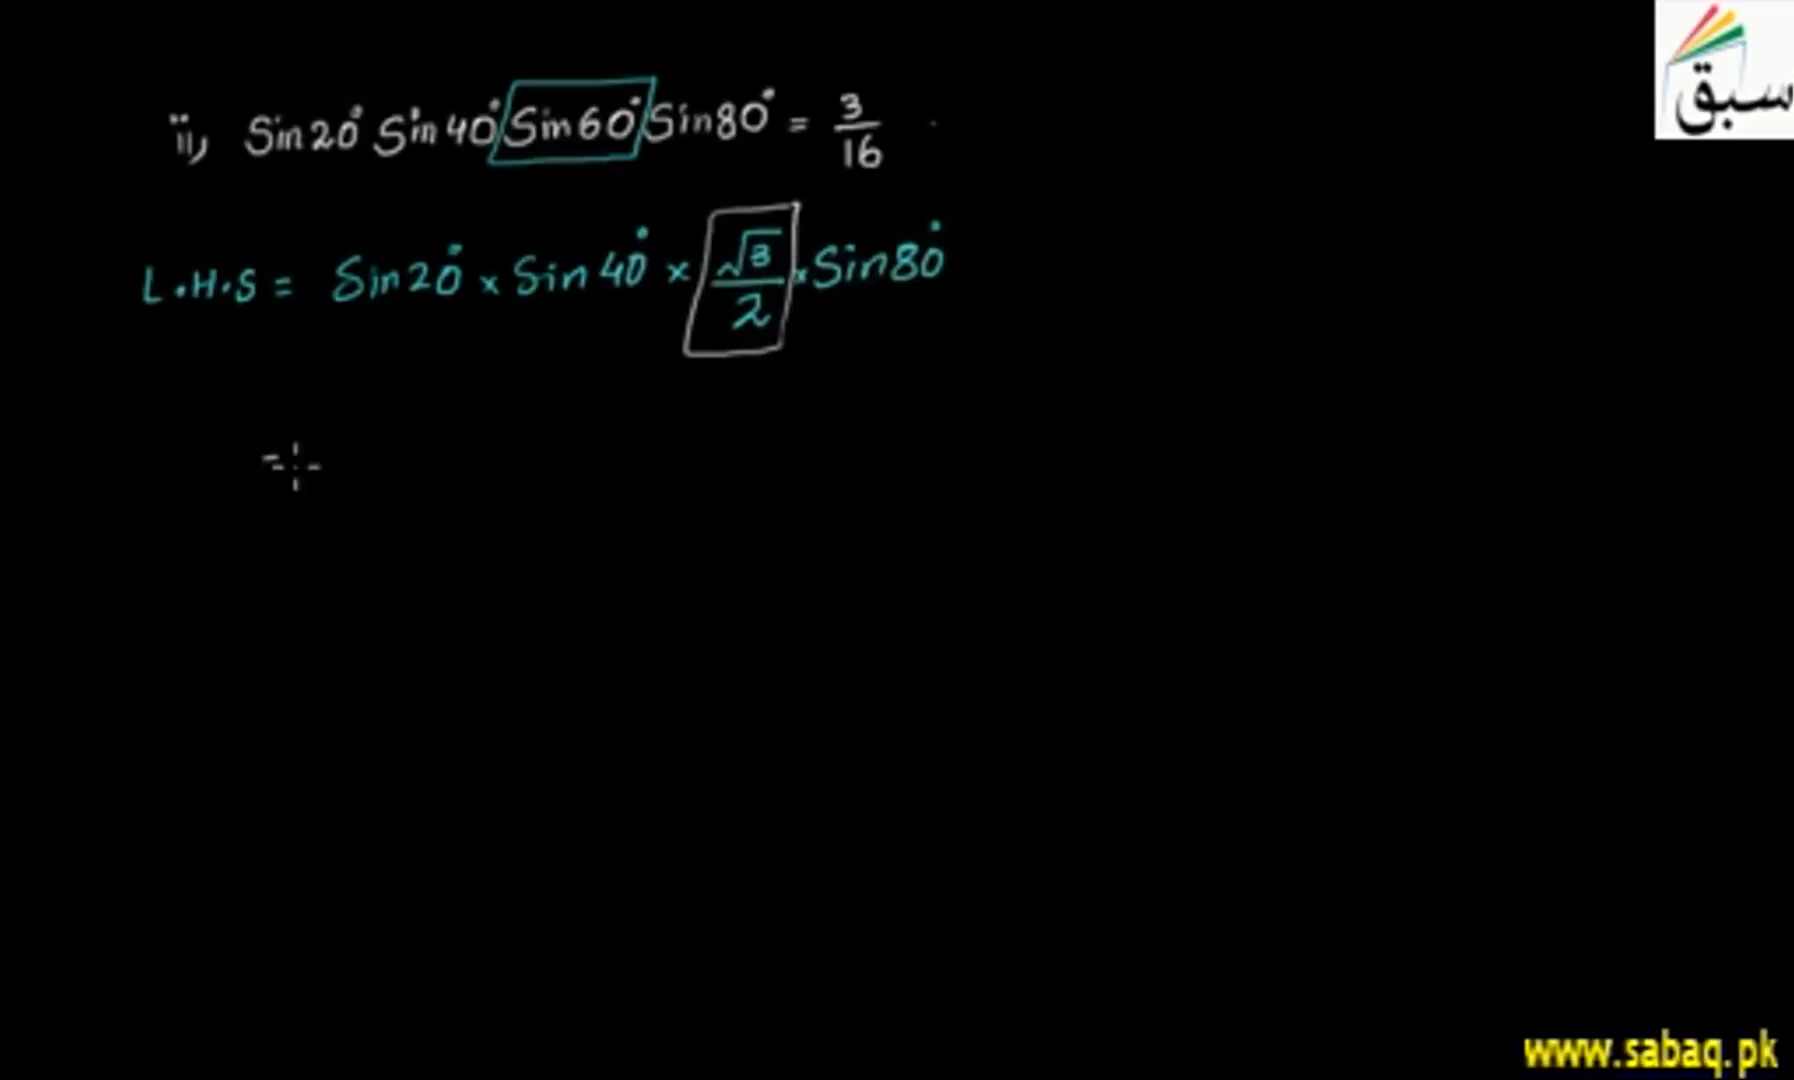 سبق
ii) Sin20° Sin40° Sin60° Sin80° = 3/16
L.H.S = Sin20° × Sin40° × √3/2 × Sin80°
=
www.sabaq.pk